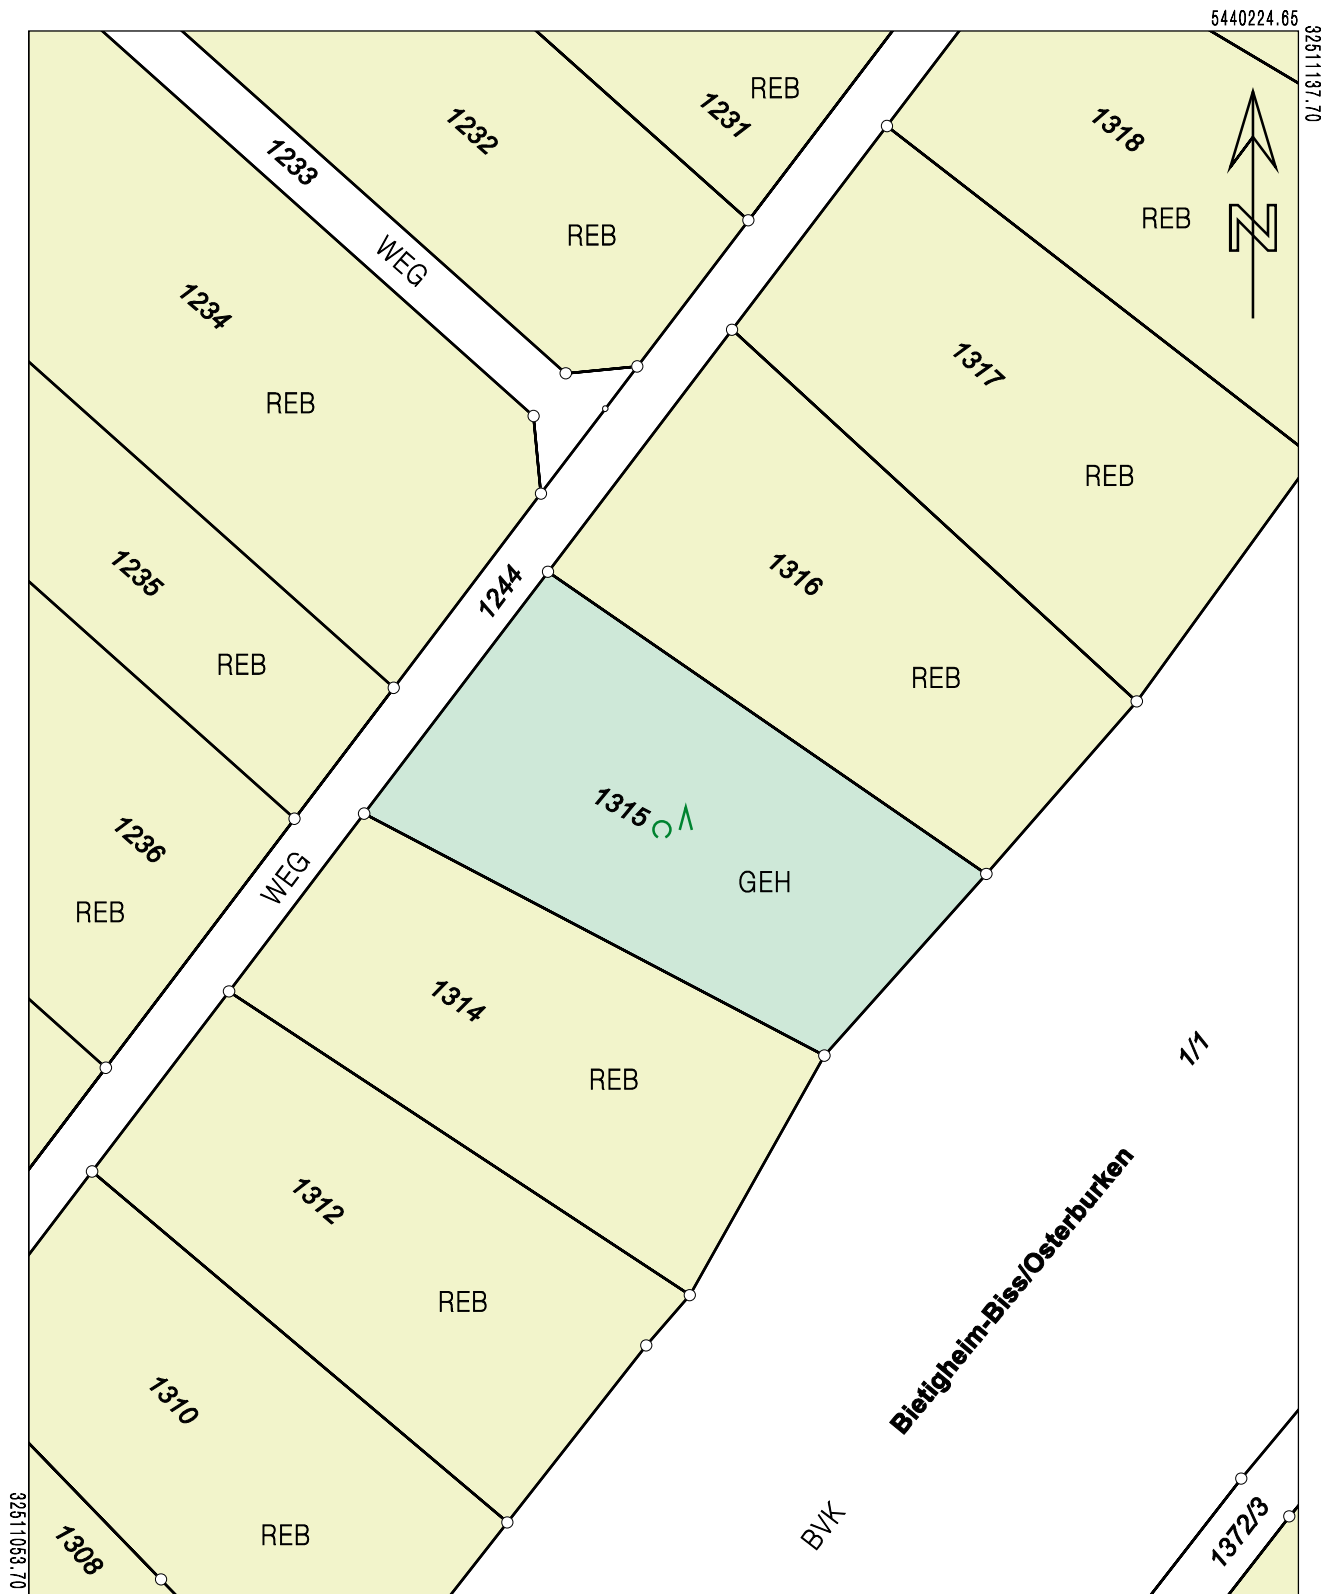 5440224.65
32511137.70
REB
1231
1232
1318
1233
REB
REB
N
WEG
1234
1317
REB
REB
1235
1316
1244
REB
REB
1315
1236
GEH
WEG
REB
1314
1/1
REB
1312
Bietigheim-Biss/Osterburken
REB
1310
BVK
REB
1372/3
1308
32511053.70